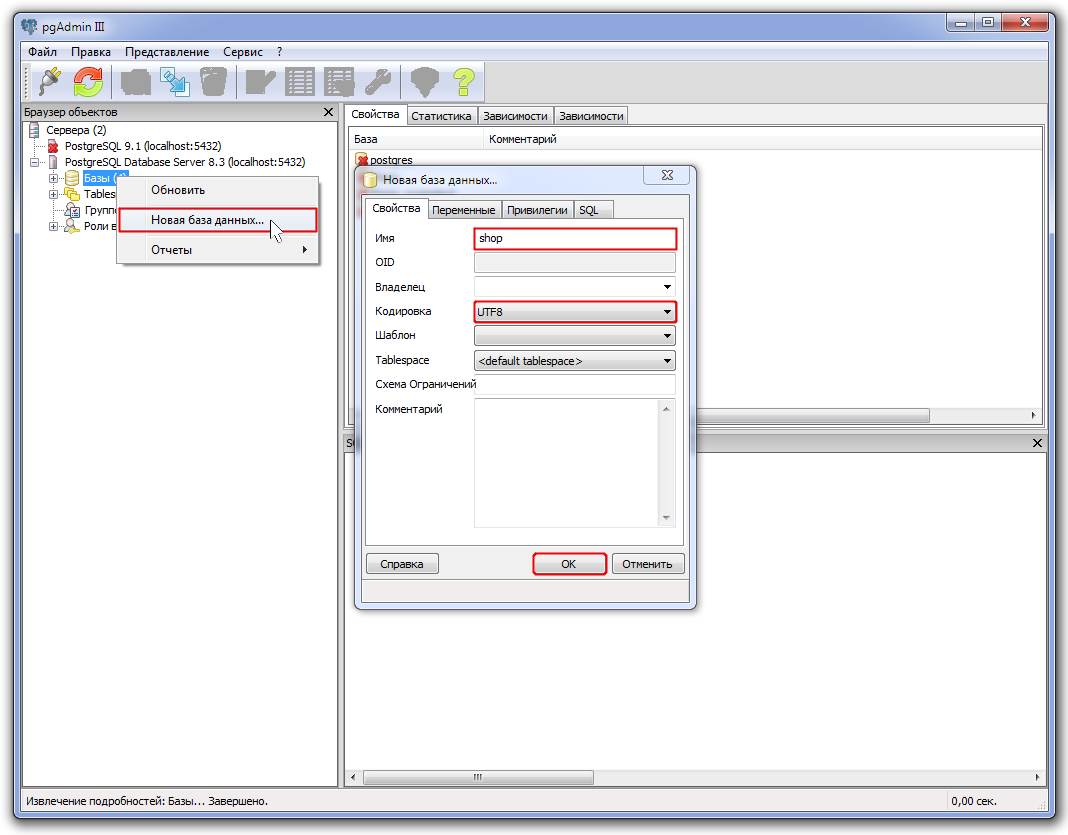 pgAdmin III
Файл Правка Представление Сервис ?
Браузер объектов
Сервера (2)
PostgreSQL 9.1 (localhost:5432)
PostgreSQL Database Server 8.3 (localhost:5432)
Базы
Tables
Групп
Роли в
Обновить
Новая база данных...
Отчеты
Свойства Статистика Зависимости Зависимости
База Комментарий
postgres
Новая база данных...
Свойства Переменные Привилегии SQL
Имя shop
OID
Владелец
Кодировка UTF8
Шаблон
Tablespace <default tablespace>
Схема Ограничений
Комментарий
Справка OK Отменить
Извлечение подробностей: Базы... Завершено. 0,00 сек.